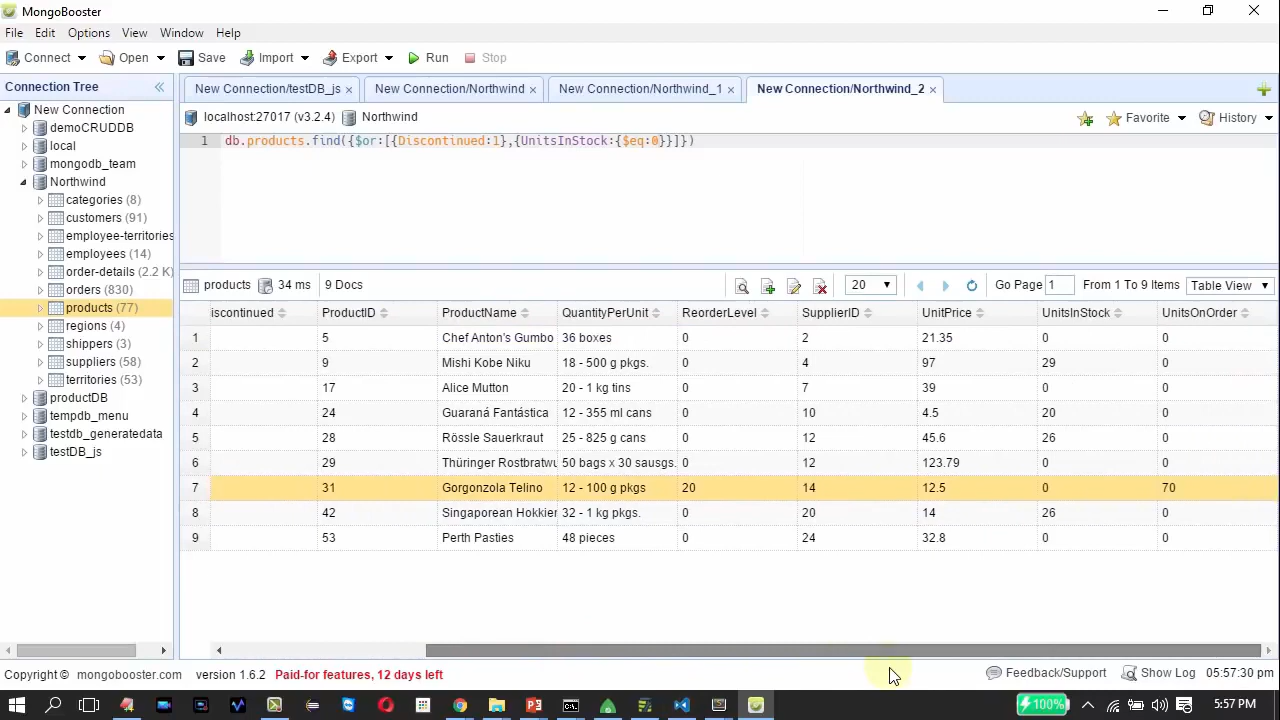 MongoBooster
File Edit Options View Window Help
Connect Open Save Import Export Run Stop
Connection Tree
New Connection
demoCRUDDB
local
mongodb_team
Northwind
categories (8)
customers (91)
employee-territories
employees (14)
order-details (2.2 K)
orders (830)
products (77)
regions (4)
shippers (3)
suppliers (58)
territories (53)
productDB
tempdb_menu
testdb_generatedata
testDB_js
New Connection/testDB_js × New Connection/Northwind × New Connection/Northwind_1 × New Connection/Northwind_2 ×
localhost:27017 (v3.2.4) Northwind Favorite History
1 db.products.find({$or:[{Discontinued:1},{UnitsInStock:{$eq:0}}]})
products 34 ms 9 Docs 20 Go Page 1 From 1 To 9 Items Table View
iscontinued ProductID ProductName QuantityPerUnit ReorderLevel SupplierID UnitPrice UnitsInStock UnitsOnOrder
1 5 Chef Anton's Gumbo 36 boxes 0 2 21.35 0 0
2 9 Mishi Kobe Niku 18 - 500 g pkgs. 0 4 97 29 0
3 17 Alice Mutton 20 - 1 kg tins 0 7 39 0 0
4 24 Guaraná Fantástica 12 - 355 ml cans 0 10 4.5 20 0
5 28 Rössle Sauerkraut 25 - 825 g cans 0 12 45.6 26 0
6 29 Thüringer Rostbratwu 50 bags x 30 sausgs. 0 12 123.79 0 0
7 31 Gorgonzola Telino 12 - 100 g pkgs 20 14 12.5 0 70
8 42 Singaporean Hokkier 32 - 1 kg pkgs. 0 20 14 26 0
9 53 Perth Pasties 48 pieces 0 24 32.8 0 0
Copyright © mongobooster.com version 1.6.2 Paid-for features, 12 days left Feedback/Support Show Log 05:57:30 pm
100% 5:57 PM